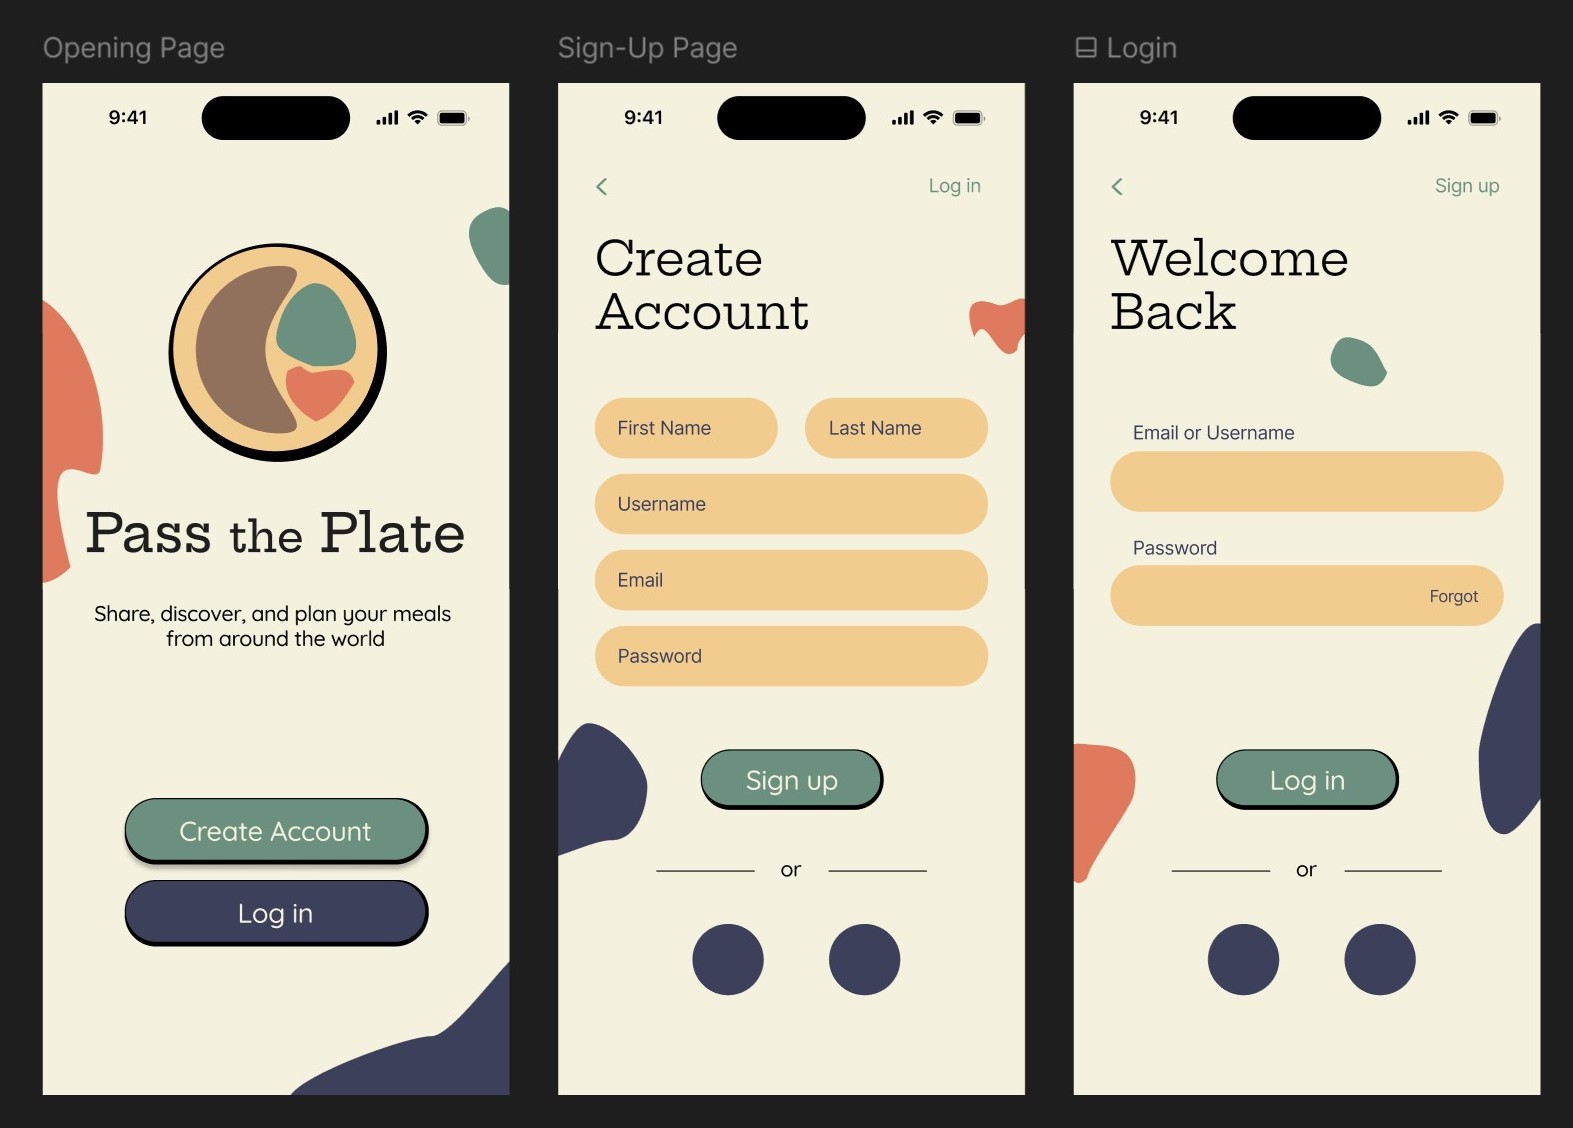 Opening Page
9:41
Pass the Plate
Share, discover, and plan your meals
from around the world
Create Account
Log in
Sign-Up Page
9:41
Log in
Create
Account
First Name
Last Name
Username
Email
Password
Sign up
or
Login
9:41
Sign up
Welcome
Back
Email or Username
Password
Forgot
Log in
or